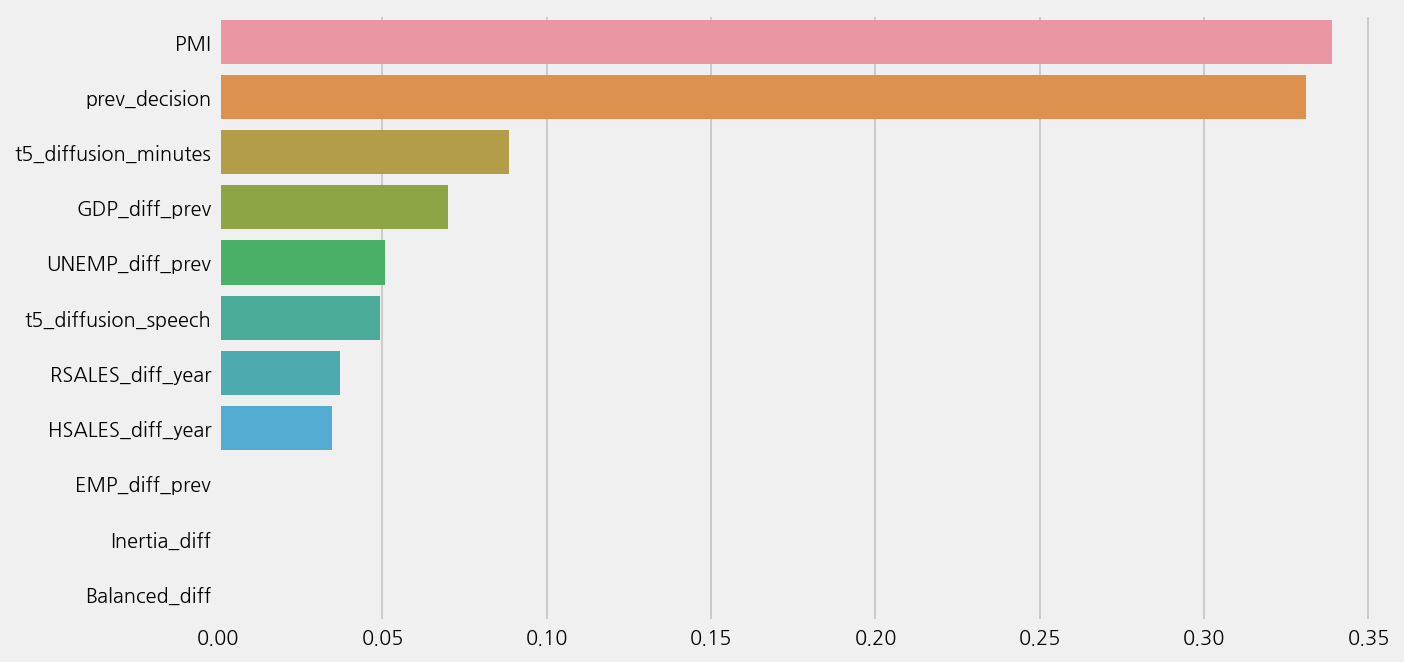 PMI
prev_decision
t5_diffusion_minutes
GDP_diff_prev
UNEMP_diff_prev
t5_diffusion_speech
RSALES_diff_year
HSALES_diff_year
EMP_diff_prev
Inertia_diff
Balanced_diff
0.00 0.05 0.10 0.15 0.20 0.25 0.30 0.35